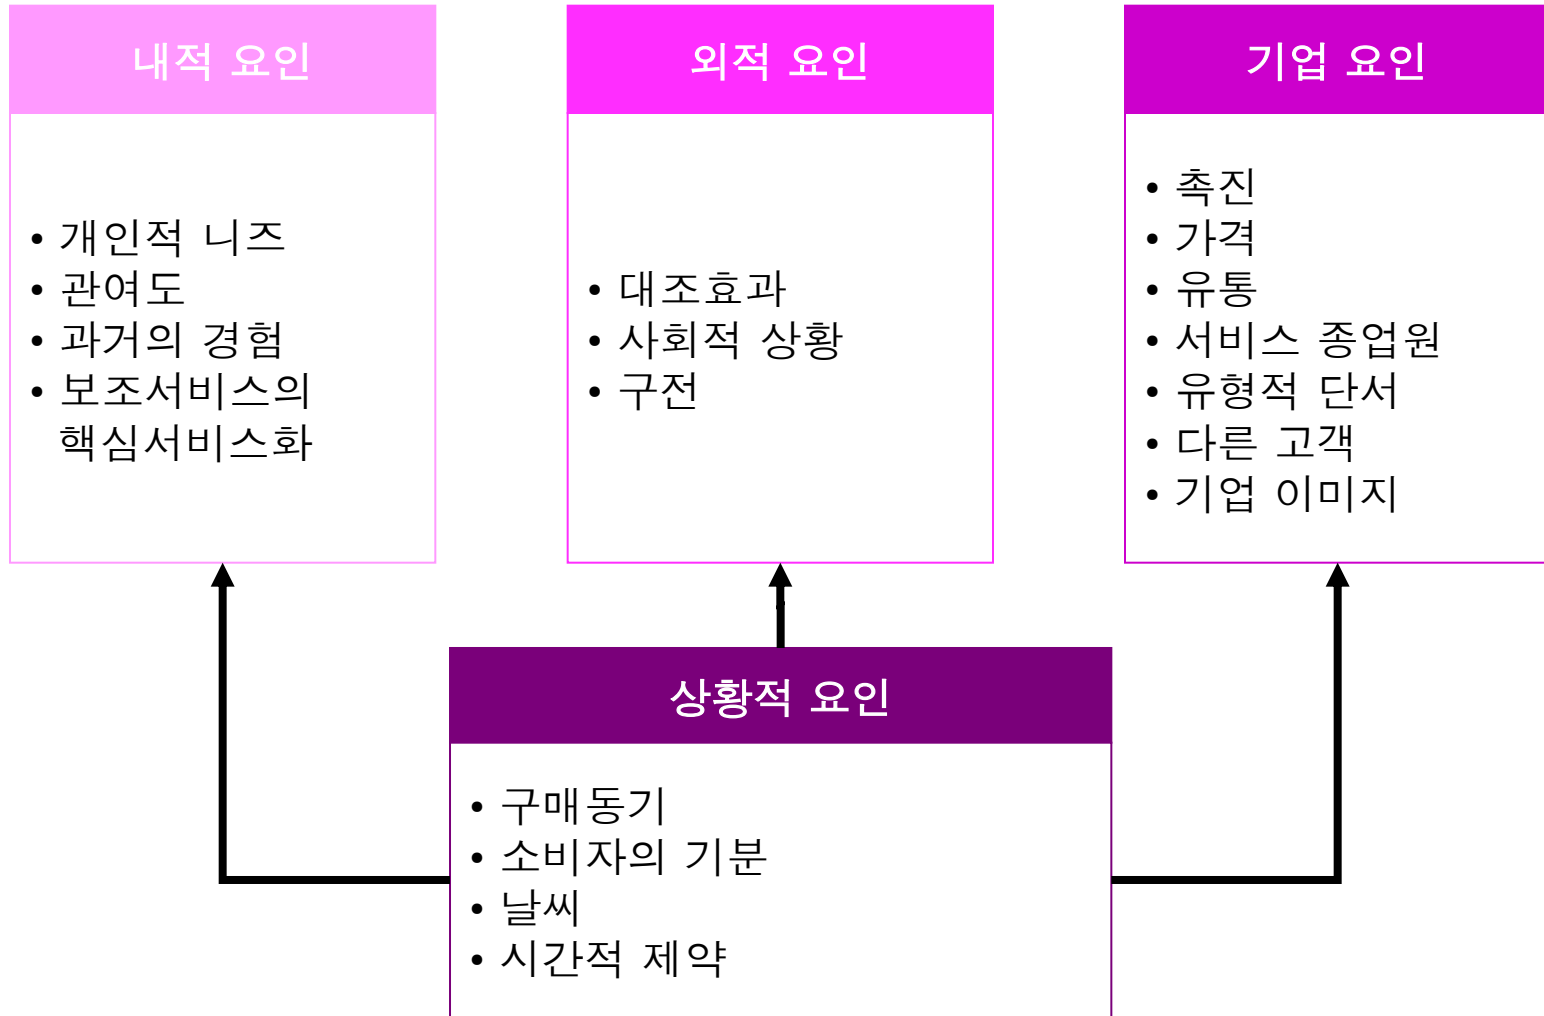 내적 요인
• 개인적 니즈
• 관여도
• 과거의 경험
• 보조서비스의
핵심서비스화
외적 요인
• 대조효과
• 사회적 상황
• 구전
기업 요인
• 촉진
• 가격
• 유통
• 서비스 종업원
• 유형적 단서
• 다른 고객
• 기업 이미지
상황적 요인
• 구매동기
• 소비자의 기분
• 날씨
• 시간적 제약